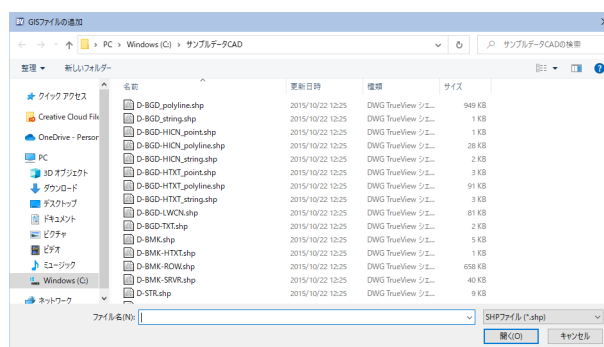 GISファイルの追加
PC > Windows (C:) > サンプルデータCAD
サンプルデータCADの検索
整理 新しいフォルダー
名前 更新日時 種類 サイズ
クイック アクセス
Creative Cloud File
OneDrive - Person
PC
3D オブジェクト
ダウンロード
デスクトップ
ドキュメント
ピクチャ
ビデオ
ミュージック
Windows (C:)
ネットワーク
D-BGD_polyline.shp 2015/10/22 12:25 DWG TrueView シエ... 949 KB
D-BGD_string.shp 2015/10/22 12:25 DWG TrueView シエ... 1 KB
D-BGD-HICN_point.shp 2015/10/22 12:25 DWG TrueView シエ... 1 KB
D-BGD-HICN_polyline.shp 2015/10/22 12:25 DWG TrueView シエ... 28 KB
D-BGD-HICN_string.shp 2015/10/22 12:25 DWG TrueView シエ... 2 KB
D-BGD-HTXT_point.shp 2015/10/22 12:25 DWG TrueView シエ... 3 KB
D-BGD-HTXT_polyline.shp 2015/10/22 12:25 DWG TrueView シエ... 91 KB
D-BGD-HTXT_string.shp 2015/10/22 12:25 DWG TrueView シエ... 3 KB
D-BGD-LWCN.shp 2015/10/22 12:25 DWG TrueView シエ... 81 KB
D-BGD-TXT.shp 2015/10/22 12:25 DWG TrueView シエ... 2 KB
D-BMK.shp 2015/10/22 12:25 DWG TrueView シエ... 5 KB
D-BMK-HTXT.shp 2015/10/22 12:25 DWG TrueView シエ... 1 KB
D-BMK-ROW.shp 2015/10/22 12:25 DWG TrueView シエ... 658 KB
D-BMK-SRVR.shp 2015/10/22 12:25 DWG TrueView シエ... 40 KB
D-STR.shp 2015/10/22 12:25 DWG TrueView シエ... 9 KB
ファイル名(N):
SHPファイル (*.shp)
開く(O) キャンセル